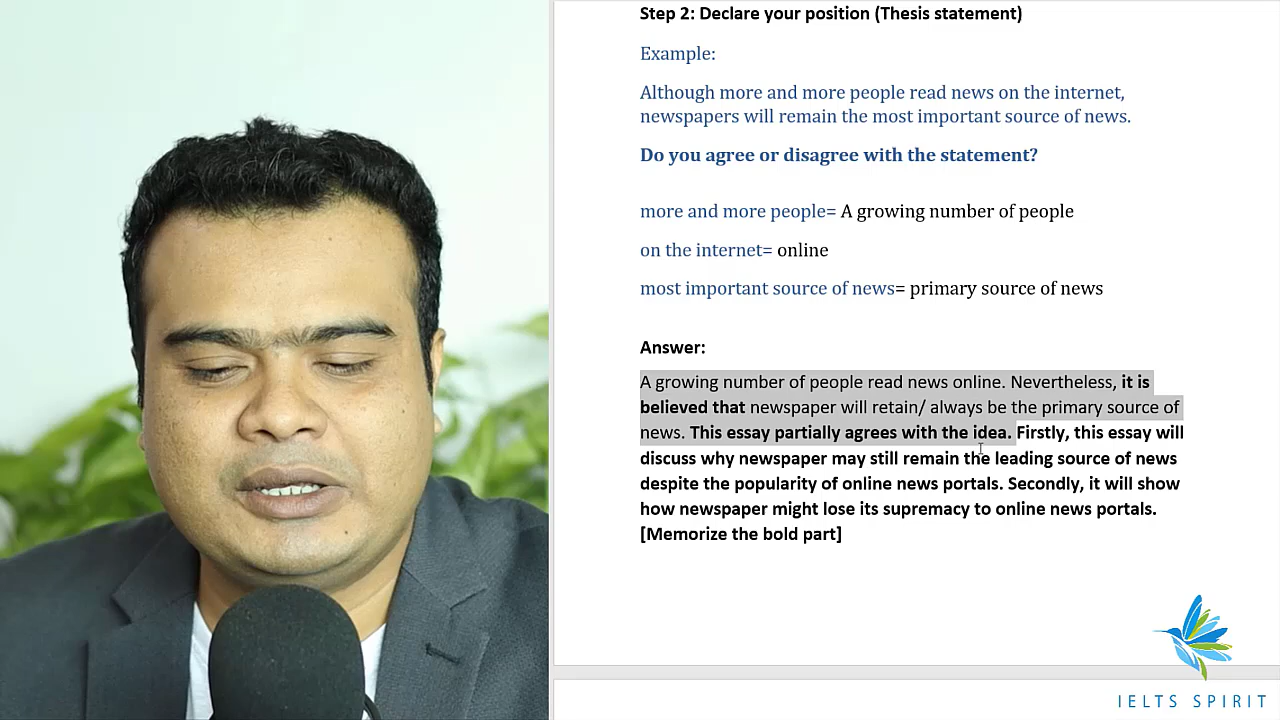 Step 2: Declare your position (Thesis statement)
Example:
Although more and more people read news on the internet,
newspapers will remain the most important source of news.
Do you agree or disagree with the statement?
more and more people= A growing number of people
on the internet= online
most important source of news= primary source of news
Answer:
A growing number of people read news online. Nevertheless, it is
believed that newspaper will retain/ always be the primary source of
news. This essay partially agrees with the idea. Firstly, this essay will
discuss why newspaper may still remain the leading source of news
despite the popularity of online news portals. Secondly, it will show
how newspaper might lose its supremacy to online news portals.
[Memorize the bold part]
IELTS SPIRIT